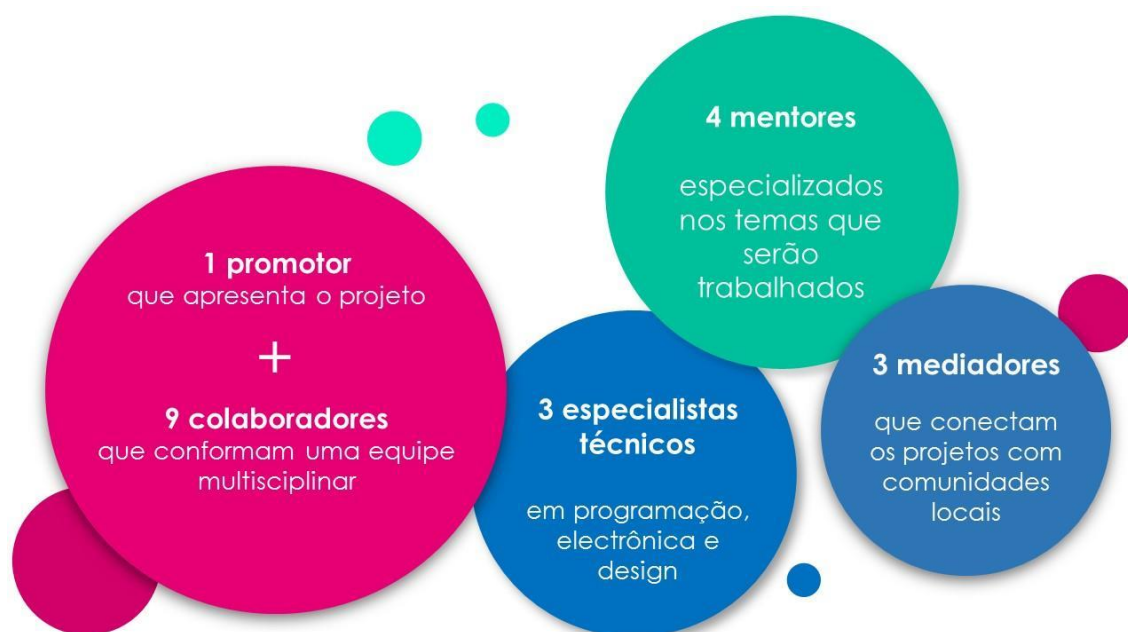 1 promotor
que apresenta o projeto
+
9 colaboradores
que conformam uma equipe
multisciplinar
4 mentores
especializados
nos temas que
serão
trabalhados
3 especialistas
técnicos
em programação,
electrônica e
design
3 mediadores
que conectam
os projetos com
comunidades
locais